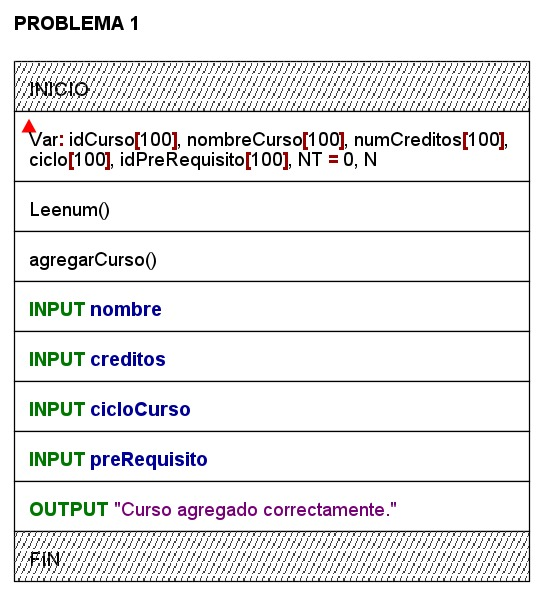 PROBLEMA 1
INICIO
Var: idCurso[100], nombreCurso[100], numCreditos[100],
ciclo[100], idPreRequisito[100], NT = 0, N
Leenum()
agregarCurso()
INPUT nombre
INPUT creditos
INPUT cicloCurso
INPUT preRequisito
OUTPUT "Curso agregado correctamente."
FIN